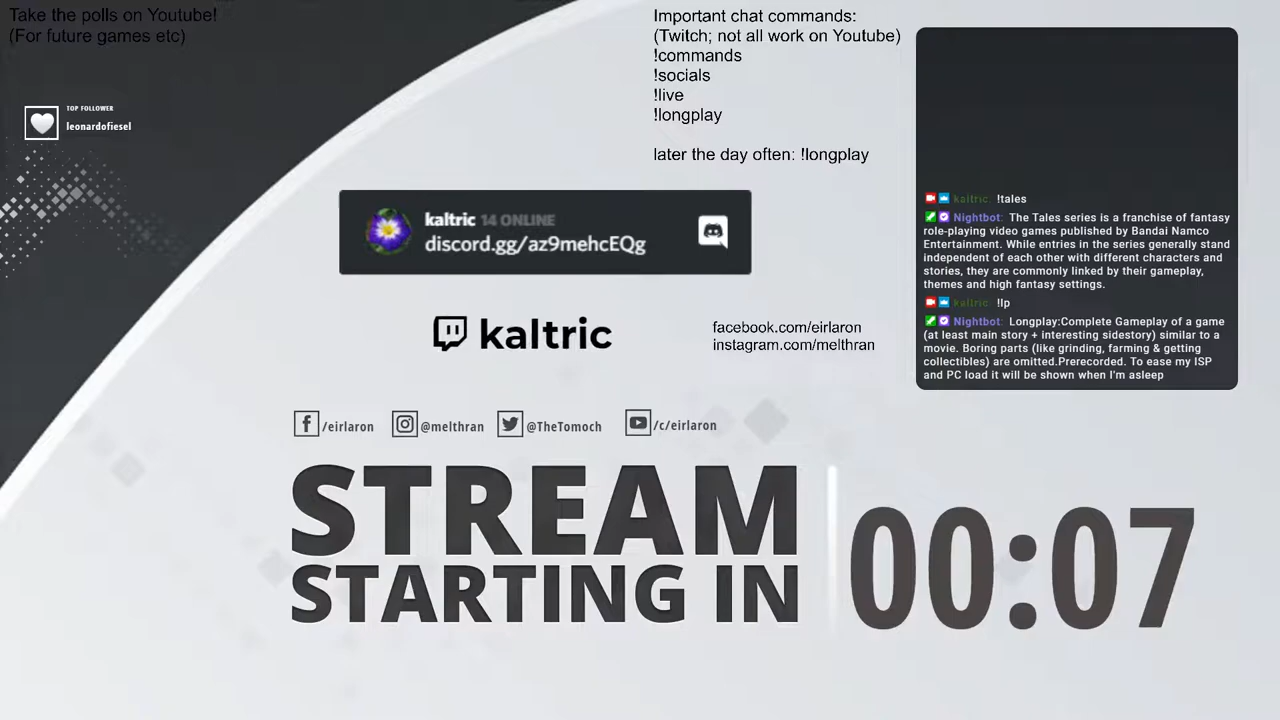 Take the polls on Youtube!
(For future games etc)
TOP FOLLOWER
leonardofiesel
Important chat commands:
(Twitch; not all work on Youtube)
!commands
!socials
!live
!longplay
later the day often: !longplay
kaltric 14 ONLINE
discord.gg/az9mehcEQg
kaltric
facebook.com/eirlaron
instagram.com/melthran
kaltric !tales
Nightbot: The Tales series is a franchise of fantasy
role-playing video games published by Bandai Namco
Entertainment. While entries in the series generally stand
independent of each other with different characters and
stories, they are commonly linked by their gameplay,
themes and high fantasy settings.
kaltric !lp
Nightbot: Longplay:Complete Gameplay of a game
(at least main story + interesting sidestory) similar to a
movie. Boring parts (like grinding, farming & getting
collectibles) are omitted.Prerecorded. To ease my ISP
and PC load it will be shown when I'm asleep
/eirlaron @melthran @TheTomoch /c/eirlaron
STREAM
STARTING IN
00:07